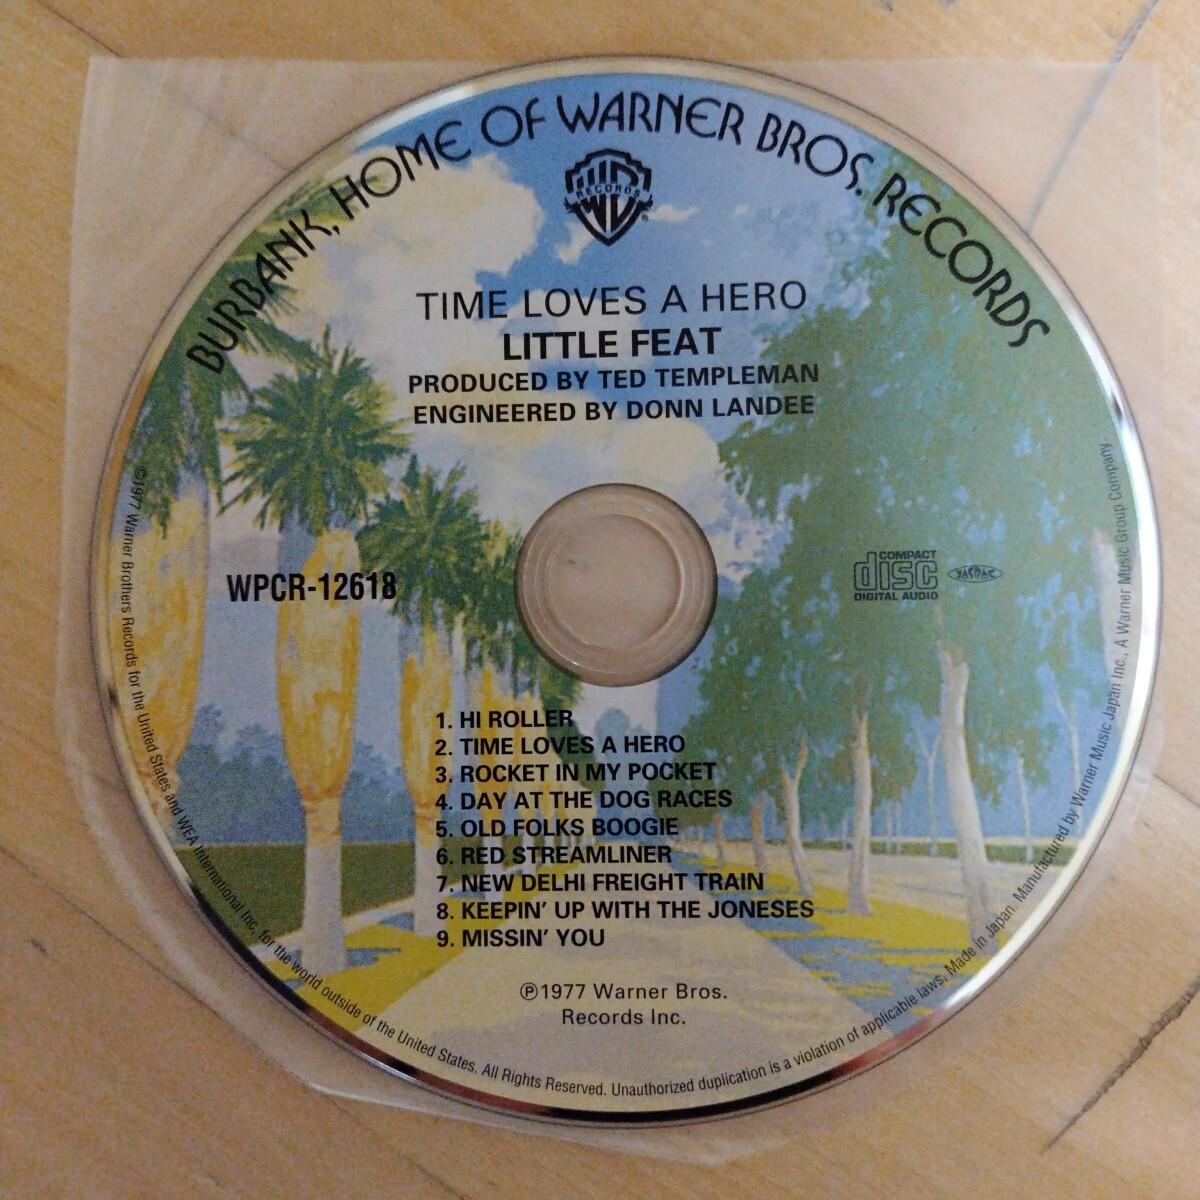 BURBANK, HOME OF WARNER BROS. RECORDS
WB
RECORDS
®
TIME LOVES A HERO
LITTLE FEAT
PRODUCED BY TED TEMPLEMAN
ENGINEERED BY DONN LANDEE
WPCR-12618
COMPACT
disc
DIGITAL AUDIO
JASRAC
1. HI ROLLER
2. TIME LOVES A HERO
3. ROCKET IN MY POCKET
4. DAY AT THE DOG RACES
5. OLD FOLKS BOOGIE
6. RED STREAMLINER
7. NEW DELHI FREIGHT TRAIN
8. KEEPIN' UP WITH THE JONESES
9. MISSIN' YOU
℗1977 Warner Bros.
Records Inc.
©1977 Warner Brothers Records for the United States and WEA International Inc. for the world outside of the United States. All Rights Reserved. Unauthorized duplication is a violation of applicable laws, Made in Japan. Manufactured by Warner Music Japan Inc., A Warner Music Group Company.